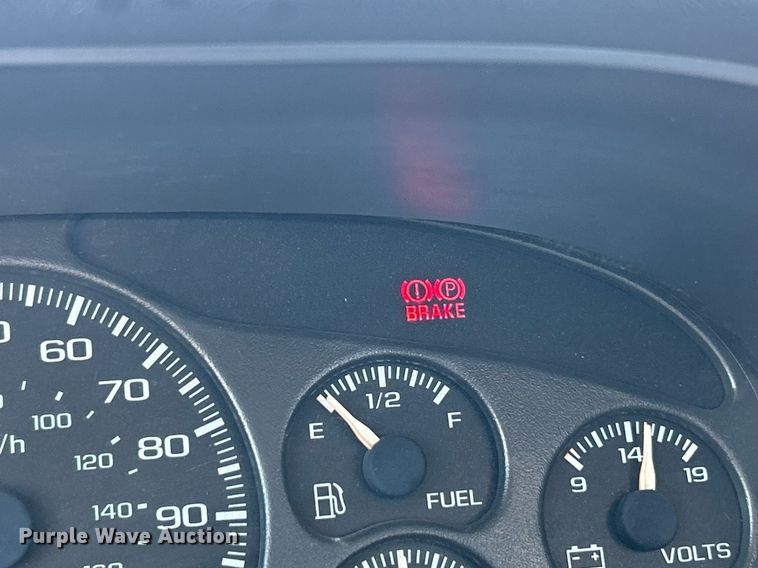 ! P
BRAKE
60
70
80
90
100
120
140
/h
1/2
E F
FUEL
9 14 19
VOLTS
Purple Wave Auction